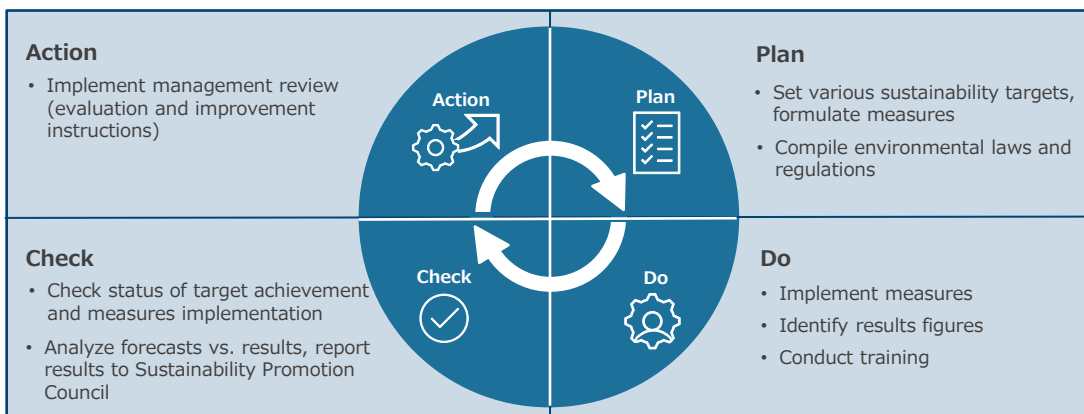 Action
• Implement management review
(evaluation and improvement
instructions)
Action
Plan
Plan
• Set various sustainability targets,
formulate measures
• Compile environmental laws and
regulations
Check
• Check status of target achievement
and measures implementation
• Analyze forecasts vs. results, report
results to Sustainability Promotion
Council
Check
Do
Do
• Implement measures
• Identify results figures
• Conduct training